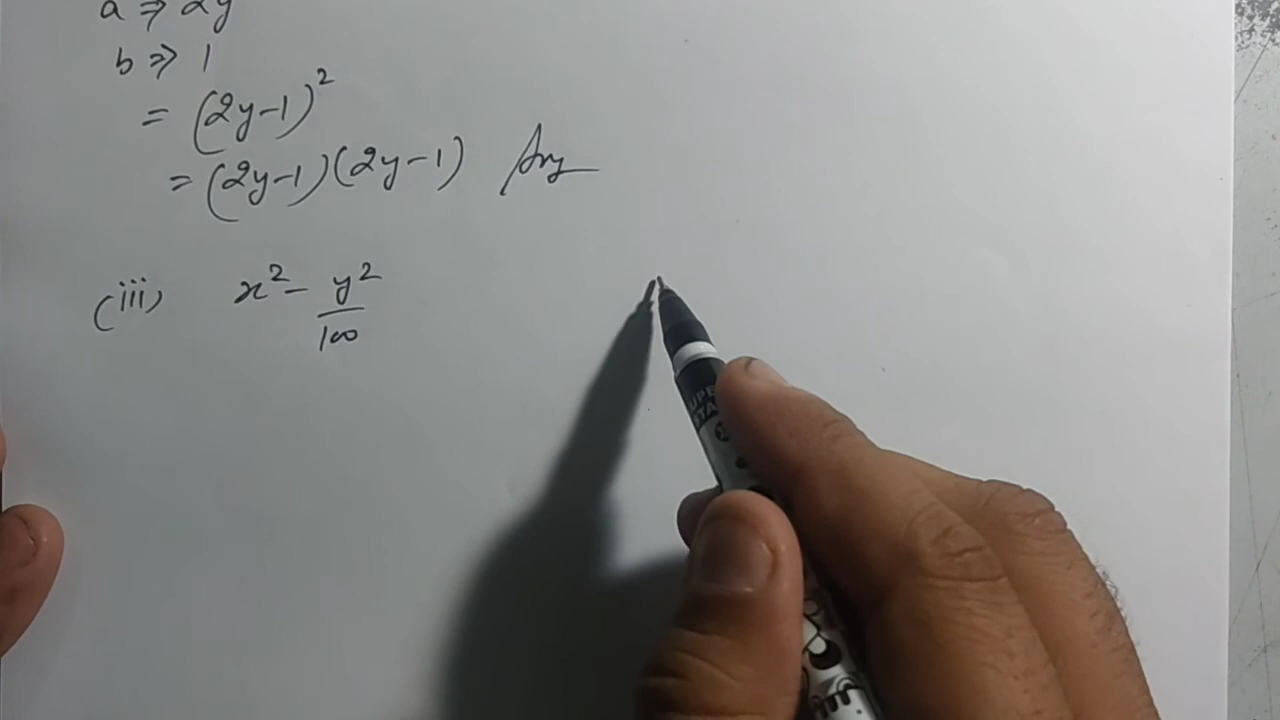 a ⇒ 2y
b ⇒ 1
= (2y-1)²
= (2y-1)(2y-1) Ans
(iii) x² - y²/100